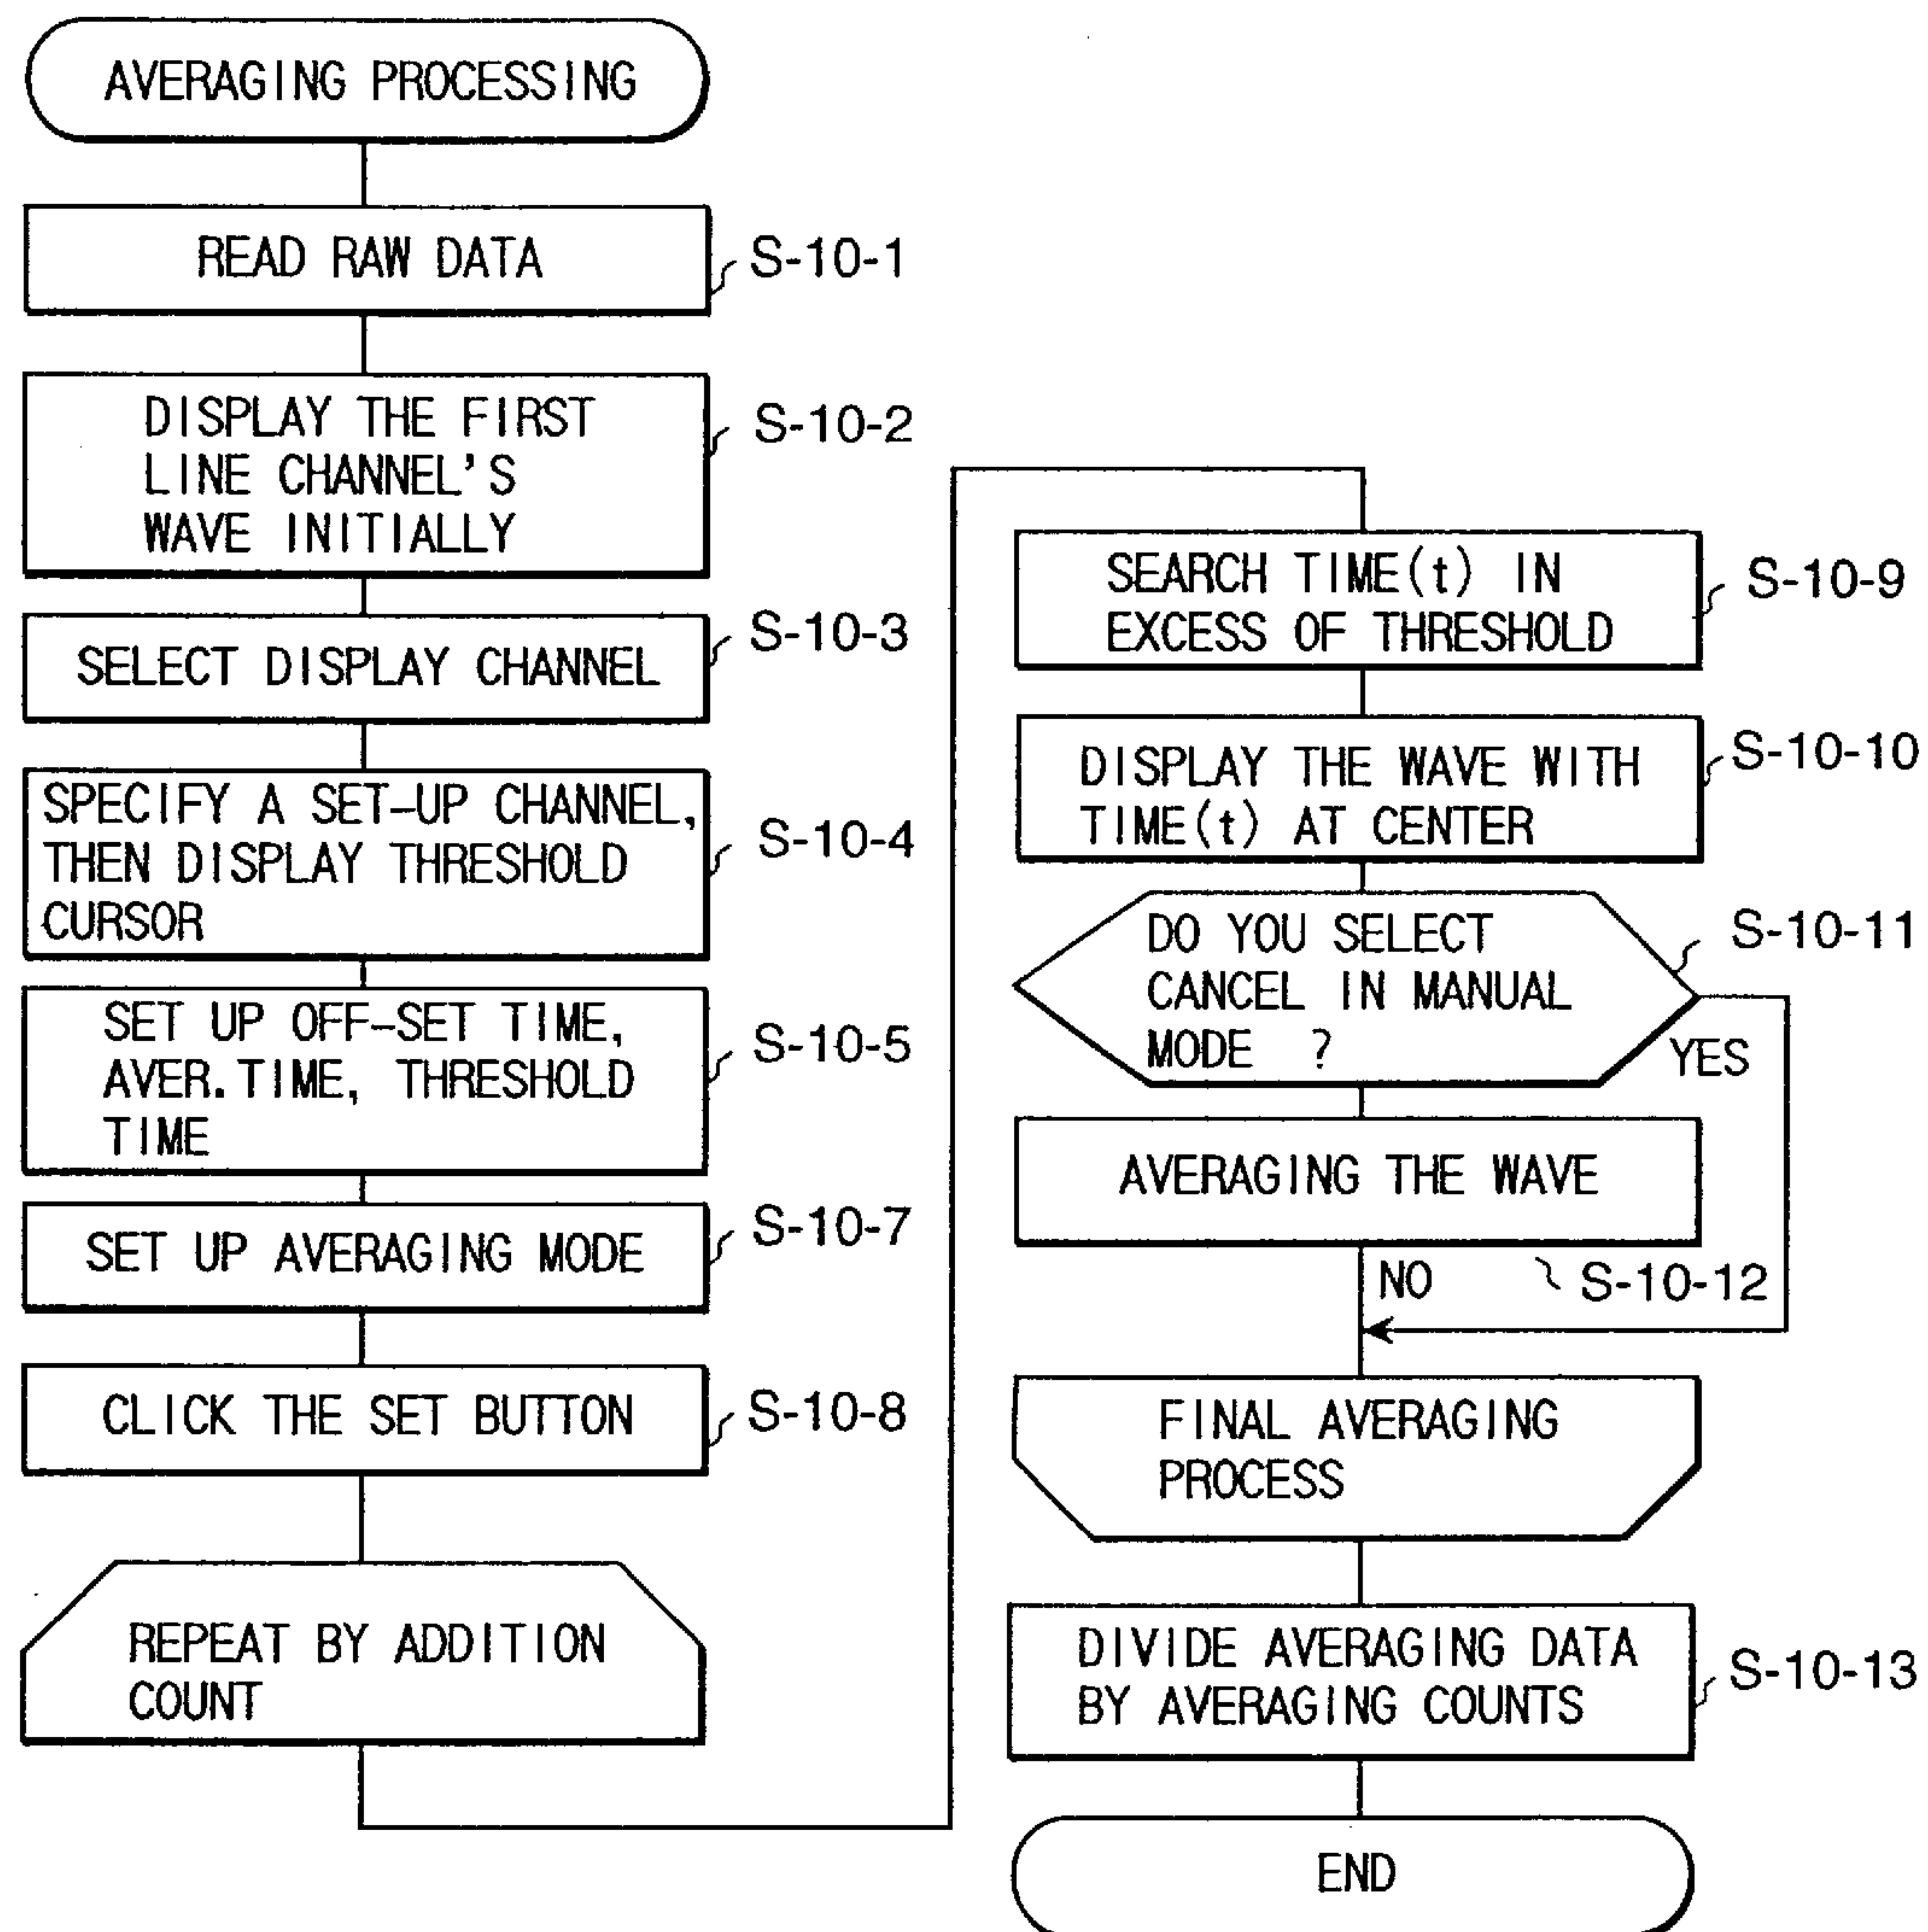 AVERAGING PROCESSING
READ RAW DATA
S-10-1
DISPLAY THE FIRST
LINE CHANNEL'S
WAVE INITIALLY
S-10-2
SELECT DISPLAY CHANNEL
S-10-3
SPECIFY A SET-UP CHANNEL,
THEN DISPLAY THRESHOLD
CURSOR
S-10-4
SET UP OFF-SET TIME,
AVER.TIME, THRESHOLD
TIME
S-10-5
SET UP AVERAGING MODE
S-10-7
CLICK THE SET BUTTON
S-10-8
REPEAT BY ADDITION
COUNT
SEARCH TIME(t) IN
EXCESS OF THRESHOLD
S-10-9
DISPLAY THE WAVE WITH
TIME(t) AT CENTER
S-10-10
DO YOU SELECT
CANCEL IN MANUAL
MODE ?
S-10-11
YES
AVERAGING THE WAVE
NO
S-10-12
FINAL AVERAGING
PROCESS
DIVIDE AVERAGING DATA
BY AVERAGING COUNTS
S-10-13
END